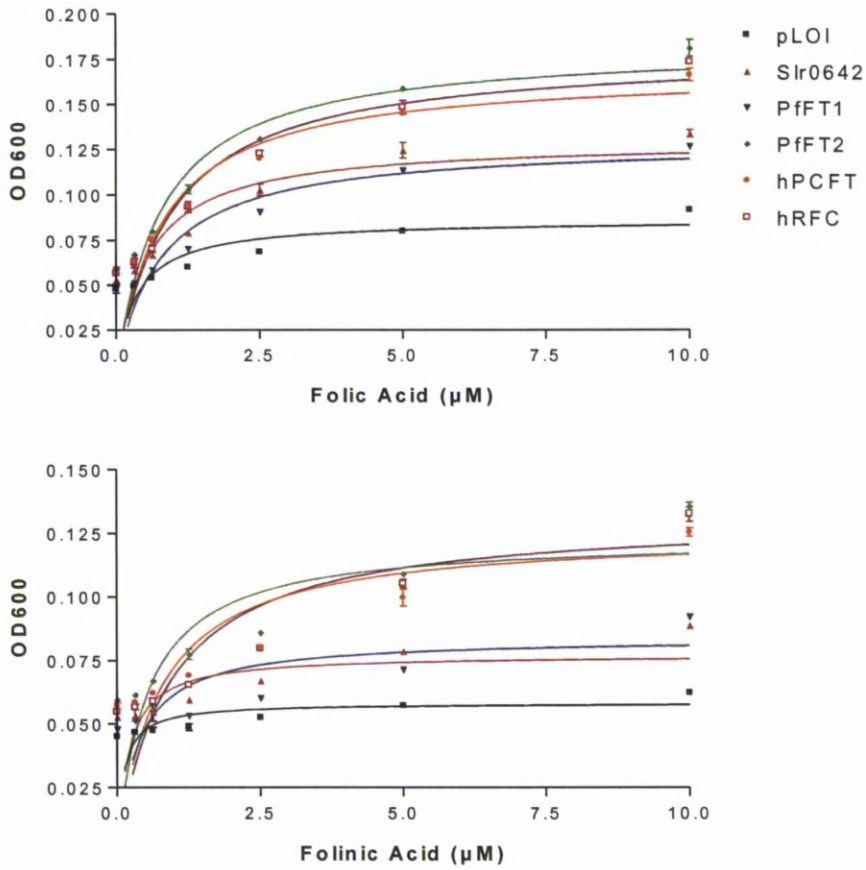 0.200
0.175
0.150
0.125
0.100
0.075
0.050
0.025
OD600
0.0 2.5 5.0 7.5 10.0
Folic Acid (µM)
pLOI
Slr0642
PfFT1
PfFT2
hPCFT
hRFC
0.150
0.125
0.100
0.075
0.050
0.025
OD600
0.0 2.5 5.0 7.5 10.0
Folinic Acid (µM)